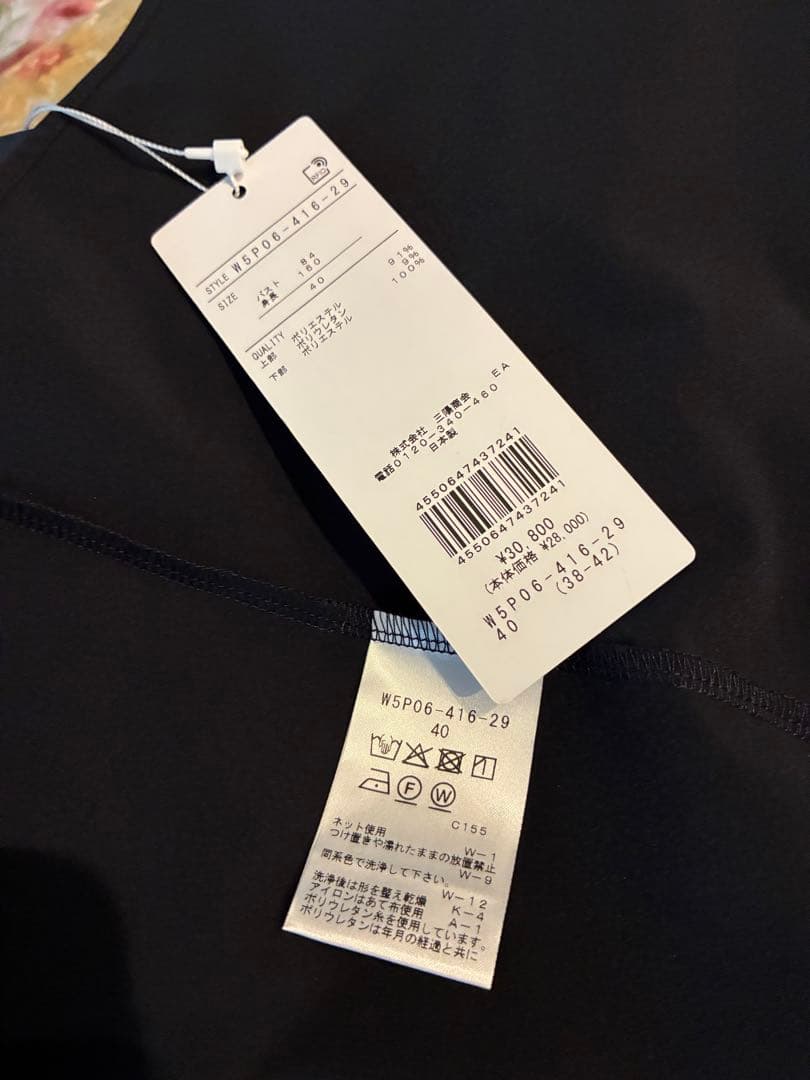 STYLE W5P06-416-29
SIZE バスト 84
身長 160
40
QUALITY
上部 ポリエステル 91%
ポリウレタン 9%
下部 ポリエステル 100%
EA
株式会社 三陽商会
電話0120-340-460
日本製
4550647437241
4550647437241
¥30,800
(本体価格 ¥28,000)
W5P06-416-29
40 (38-42)
W5P06-416-29
40
F W
C155
ネット使用 W-1
つけ置きや濡れたままの放置禁止
同系色で洗浄して下さい。 W-9
洗浄後は形を整え乾燥 W-12
アイロンはあて布使用 K-4
ポリウレタン糸を使用しています。 A-1
ポリウレタンは年月の経過と共に